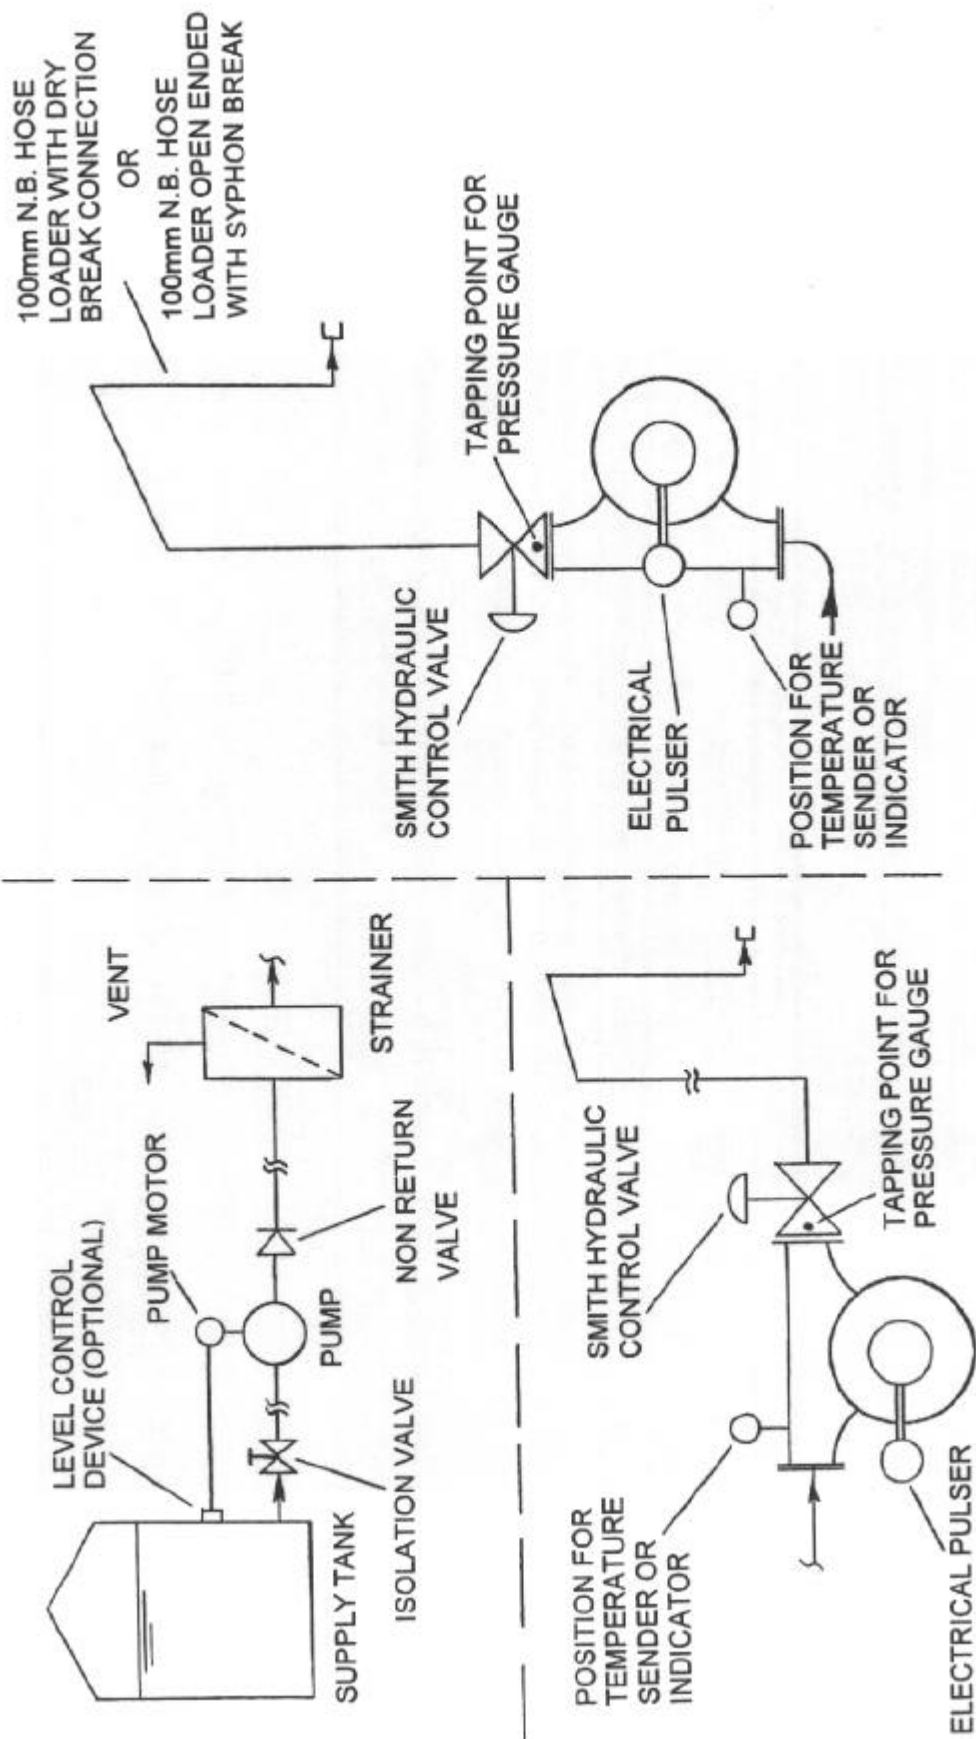 LEVEL CONTROL
DEVICE (OPTIONAL)
PUMP MOTOR
VENT
SUPPLY TANK
ISOLATION VALVE
PUMP
NON RETURN
VALVE
STRAINER
100mm N.B. HOSE
LOADER WITH DRY
BREAK CONNECTION
OR
100mm N.B. HOSE
LOADER OPEN ENDED
WITH SYPHON BREAK
SMITH HYDRAULIC
CONTROL VALVE
TAPPING POINT FOR
PRESSURE GAUGE
ELECTRICAL
PULSER
POSITION FOR
TEMPERATURE
SENDER OR
INDICATOR
POSITION FOR
TEMPERATURE
SENDER OR
INDICATOR
SMITH HYDRAULIC
CONTROL VALVE
TAPPING POINT FOR
PRESSURE GAUGE
ELECTRICAL PULSER